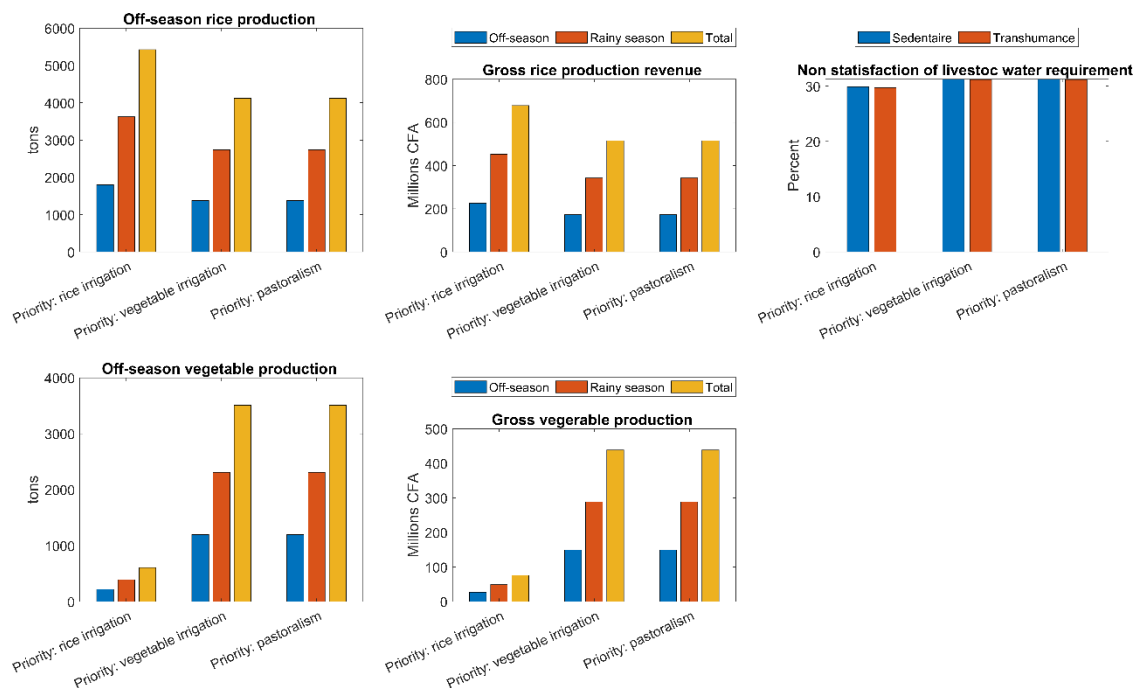 Off-season rice production
6000
5000
4000
3000
2000
1000
0
tons
Priority: rice irrigation
Priority: vegetable irrigation
Priority: pastoralism
Off-season Rainy season Total
Gross rice production revenue
800
600
400
200
0
Millions CFA
Priority: rice irrigation
Priority: vegetable irrigation
Priority: pastoralism
Sedentaire Transhumance
Non statisfaction of livestoc water requirement
30
20
10
0
Percent
Priority: rice irrigation
Priority: vegetable irrigation
Priority: pastoralism
Off-season vegetable production
4000
3000
2000
1000
0
tons
Priority: rice irrigation
Priority: vegetable irrigation
Priority: pastoralism
Off-season Rainy season Total
Gross vegerable production
500
400
300
200
100
0
Millions CFA
Priority: rice irrigation
Priority: vegetable irrigation
Priority: pastoralism